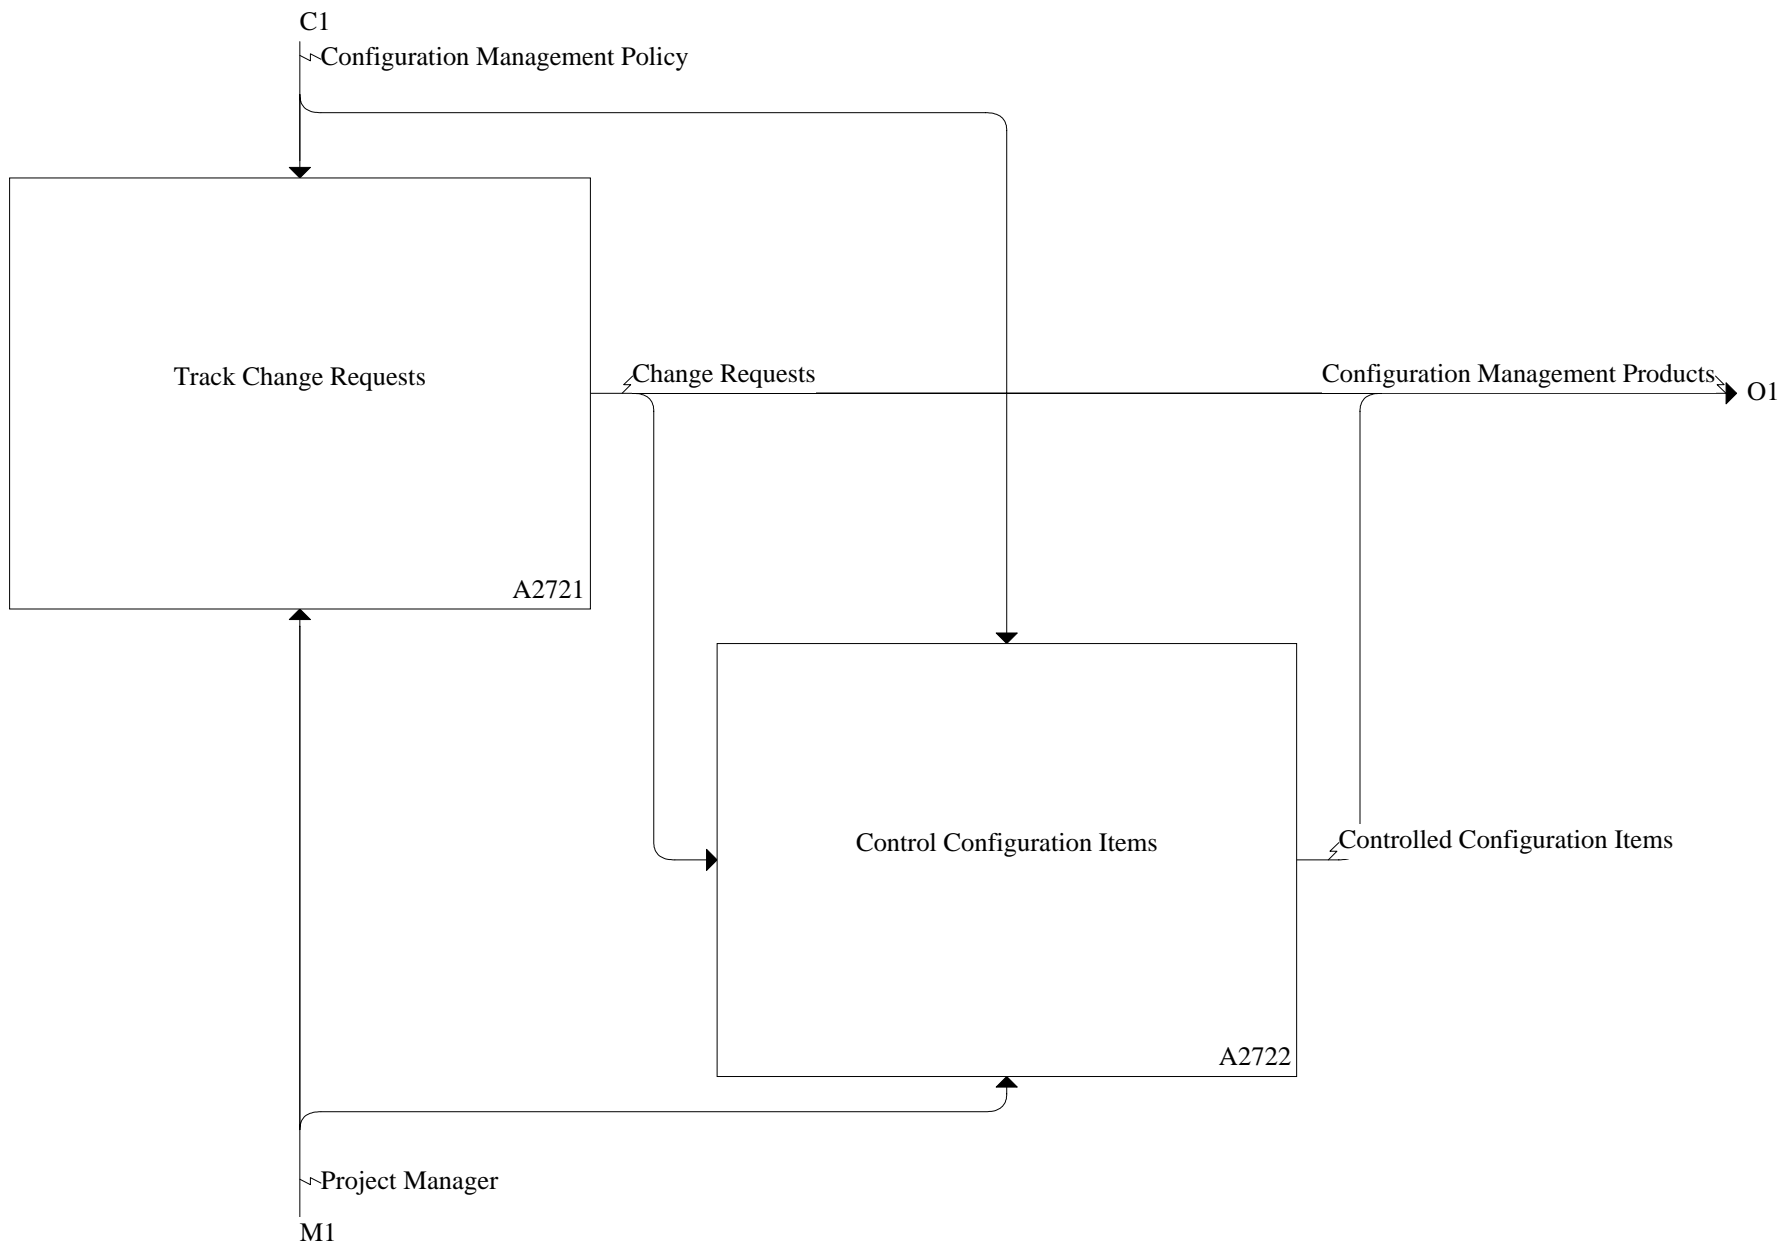 C1
Configuration Management Policy
Track Change Requests
Change Requests
Configuration Management Products
O1
A2721
Control Configuration Items
Controlled Configuration Items
A2722
Project Manager
M1